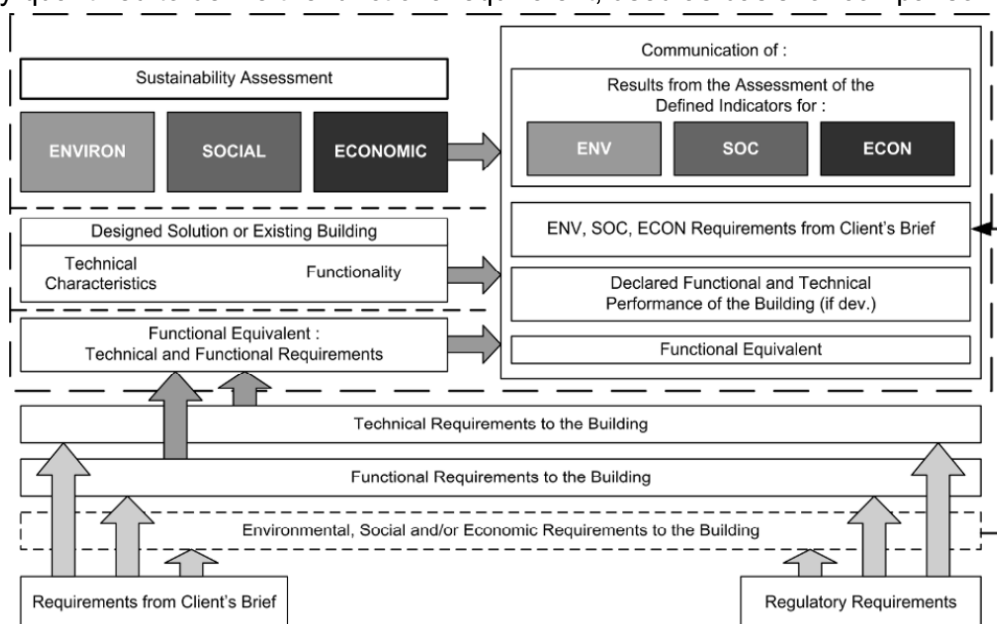 Communication of :
Sustainability Assessment
Results from the Assessment of the
Defined Indicators for :
ENVIRON
SOCIAL
ECONOMIC
ENV
SOC
ECON
Designed Solution or Existing Building
Technical
Characteristics
Functionality
ENV, SOC, ECON Requirements from Client's Brief
Declared Functional and Technical
Performance of the Building (if dev.)
Functional Equivalent :
Technical and Functional Requirements
Functional Equivalent
Technical Requirements to the Building
Functional Requirements to the Building
Environmental, Social and/or Economic Requirements to the Building
Requirements from Client's Brief
Regulatory Requirements